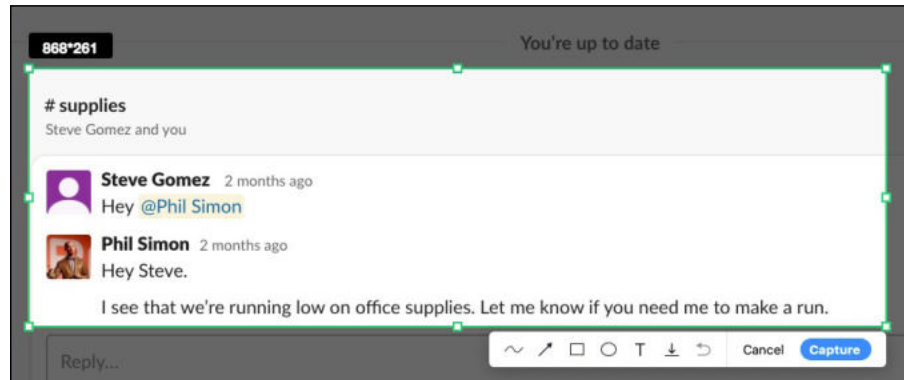 You're up to date
868*261
# supplies
Steve Gomez and you
Steve Gomez 2 months ago
Hey @Phil Simon
Phil Simon 2 months ago
Hey Steve.
I see that we're running low on office supplies. Let me know if you need me to make a run.
Reply...
T Cancel Capture